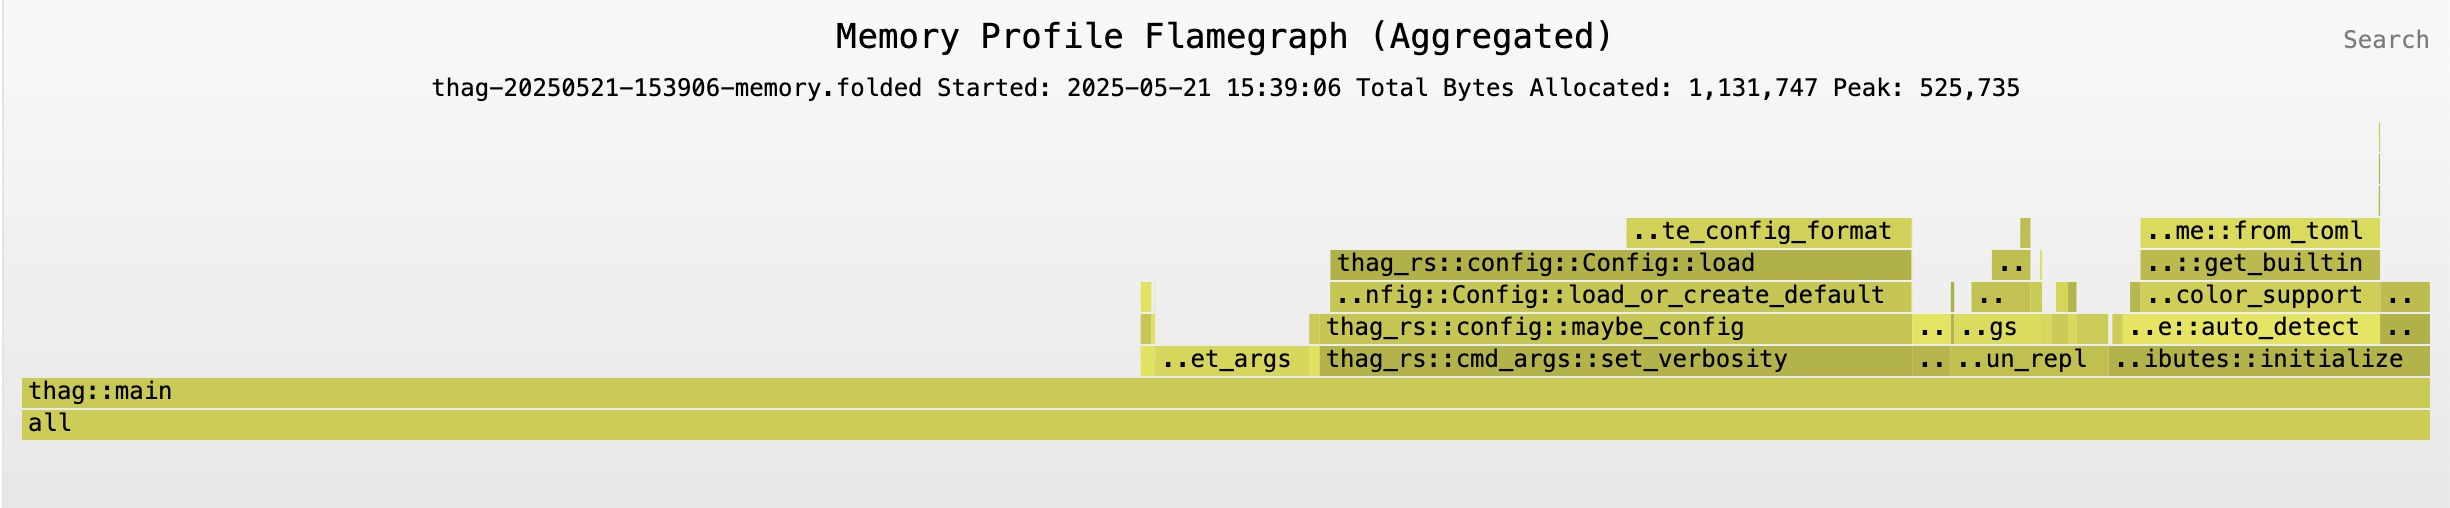 Memory Profile Flamegraph (Aggregated)
Search
thag-20250521-153906-memory.folded Started: 2025-05-21 15:39:06 Total Bytes Allocated: 1,131,747 Peak: 525,735
..te_config_format ..me::from_toml
thag_rs::config::Config::load .. ..::get_builtin
..nfig::Config::load_or_create_default .. ..color_support ..
thag_rs::config::maybe_config .. ..gs ..e::auto_detect ..
..et_args thag_rs::cmd_args::set_verbosity .. ..un_repl ..ibutes::initialize
thag::main
all